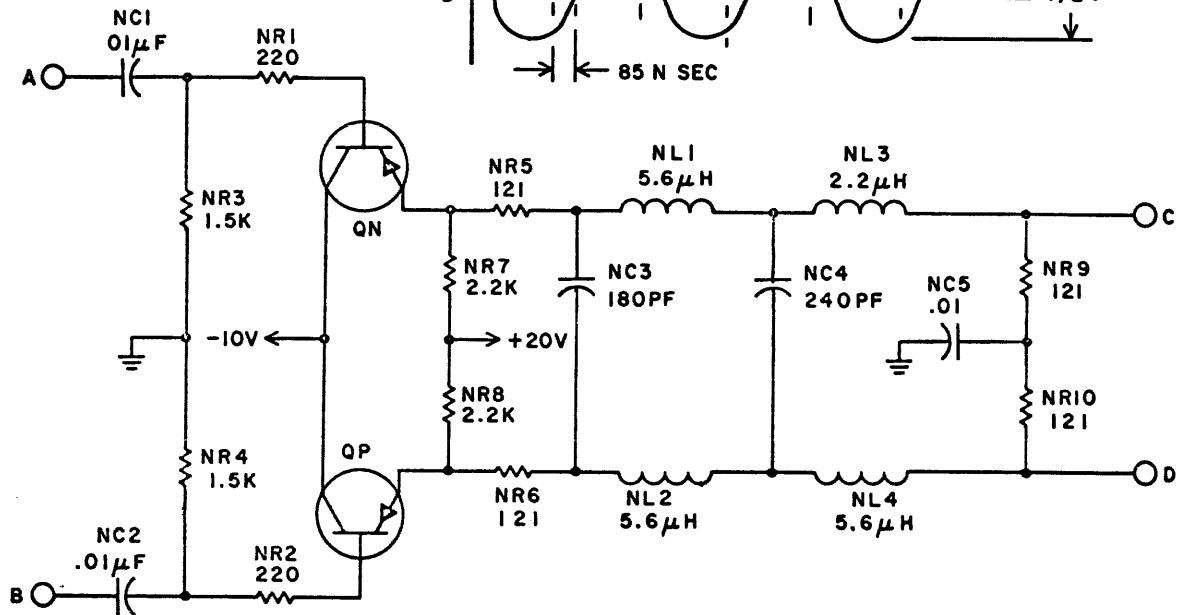 NC1
01µF
NR1
220
A
85 N SEC
NR3
1.5K
QN
NR5
121
NL1
5.6µH
NL3
2.2µH
C
NR7
2.2K
NC3
180PF
NC4
240PF
NC5
.01
NR9
121
-10V
+20V
NR8
2.2K
NR10
121
QP
NR4
1.5K
NR6
121
NL2
5.6µH
NL4
5.6µH
D
NC2
.01µF
NR2
220
B